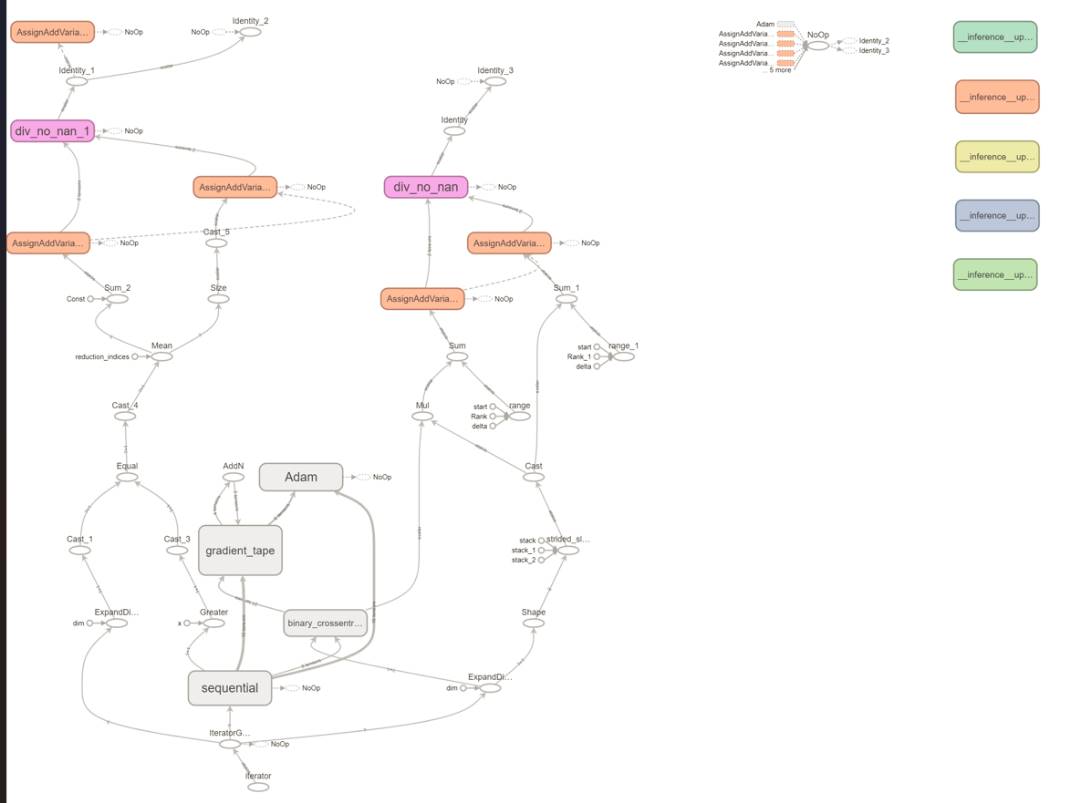 AssignAddVaria...
NoOp
NoOp
Identity_2
Identity_1
div_no_nan_1
NoOp
AssignAddVaria...
NoOp
AssignAddVaria...
NoOp
Cast_5
Const
Sum_2
Size
reduction_indices
Mean
Cast_4
Equal
Cast_1
Cast_3
dim
ExpandDi...
Greater
AddN
Adam
NoOp
gradient_tape
binary_crossentr...
sequential
NoOp
IteratorG...
NoOp
Iterator
Identity_3
NoOp
Identity
div_no_nan
NoOp
AssignAddVaria...
NoOp
AssignAddVaria...
NoOp
Sum_1
Sum
start
Rank_1
delta
range_1
Mul
start
Rank
delta
range
Cast
stack
stack_1
stack_2
strided_sl...
Shape
dim
ExpandDi...
Adam
AssignAddVaria...
AssignAddVaria...
AssignAddVaria...
AssignAddVaria...
... 5 more
NoOp
Identity_2
Identity_3
__inference__up...
__inference__up...
__inference__up...
__inference__up...
__inference__up...